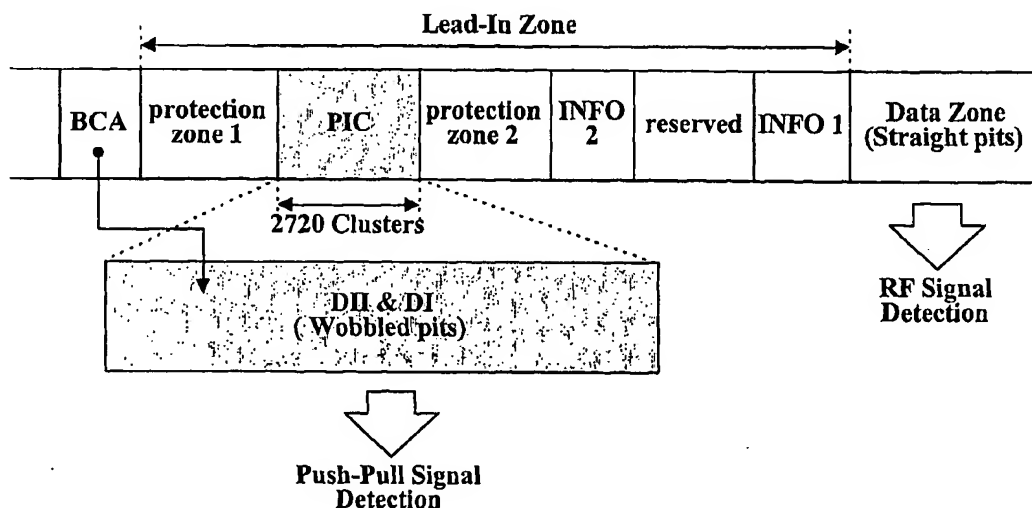 Lead-In Zone
BCA
protection
zone 1
PIC
protection
zone 2
INFO
2
reserved
INFO 1
Data Zone
(Straight pits)
2720 Clusters
DII & DI
( Wobbled pits)
RF Signal
Detection
Push-Pull Signal
Detection